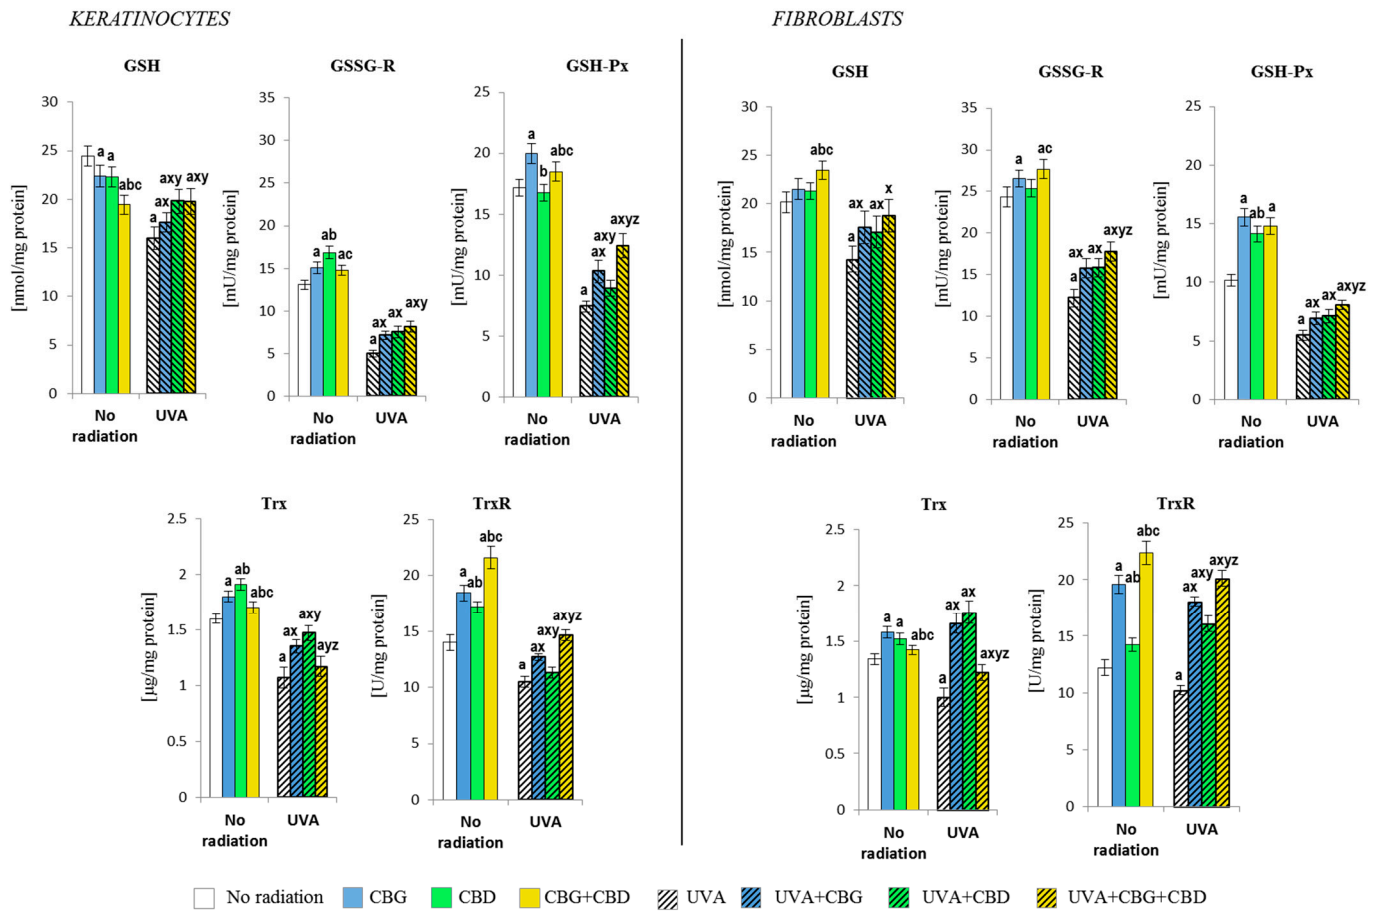 KERATINOCYTES
FIBROBLASTS
GSH
[nmol/mg protein]
30
25
20
15
10
5
0
a
a
abc
a
ax
axy
axy
No radiation
UVA
GSSG-R
[mU/mg protein]
35
30
25
20
15
10
5
0
a
ab
ac
a
ax
ax
axy
No radiation
UVA
GSH-Px
[mU/mg protein]
25
20
15
10
5
0
a
b
abc
a
ax
axy
axyz
No radiation
UVA
GSH
[nmol/mg protein]
30
25
20
15
10
5
0
abc
a
ax
ax
x
No radiation
UVA
GSSG-R
[mU/mg protein]
35
30
25
20
15
10
5
0
a
ac
a
ax
ax
axyz
No radiation
UVA
GSH-Px
[mU/mg protein]
25
20
15
10
5
0
a
ab
a
a
ax
ax
axyz
No radiation
UVA
Trx
[µg/mg protein]
2.5
2
1.5
1
0.5
0
a
ab
abc
a
ax
axy
ayz
No radiation
UVA
TrxR
[U/mg protein]
25
20
15
10
5
0
a
ab
abc
a
ax
axy
axyz
No radiation
UVA
Trx
[µg/mg protein]
2.5
2
1.5
1
0.5
0
a
a
abc
a
ax
ax
axyz
No radiation
UVA
TrxR
[U/mg protein]
25
20
15
10
5
0
a
ab
abc
a
ax
axy
axyz
No radiation
UVA
No radiation CBG CBD CBG+CBD UVA UVA+CBG UVA+CBD UVA+CBG+CBD